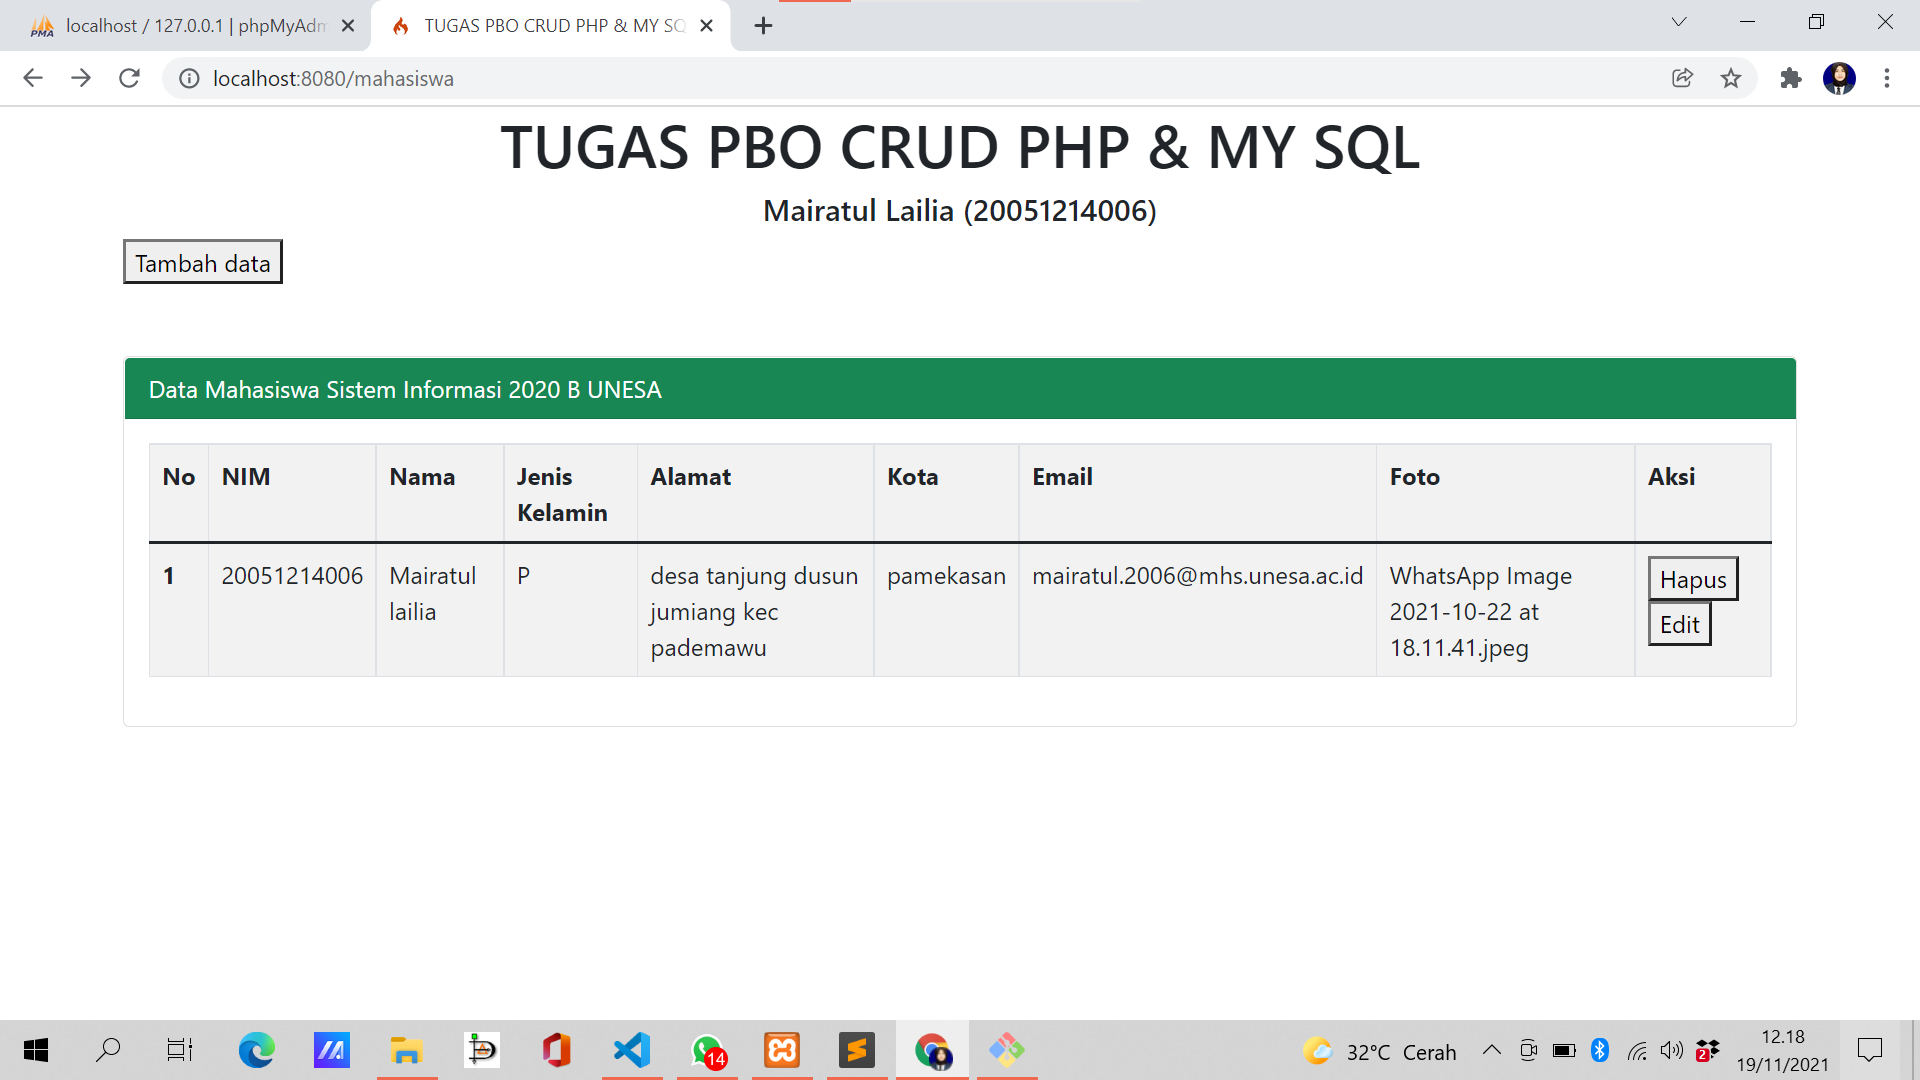 localhost / 127.0.0.1 | phpMyAdm
TUGAS PBO CRUD PHP & MY SQ
localhost:8080/mahasiswa
TUGAS PBO CRUD PHP & MY SQL
Mairatul Lailia (20051214006)
Tambah data
Data Mahasiswa Sistem Informasi 2020 B UNESA
No NIM Nama Jenis Kelamin Alamat Kota Email Foto Aksi
1 20051214006 Mairatul lailia P desa tanjung dusun jumiang kec pademawu pamekasan mairatul.2006@mhs.unesa.ac.id WhatsApp Image 2021-10-22 at 18.11.41.jpeg Hapus
Edit
14
32°C Cerah
2
12.18
19/11/2021